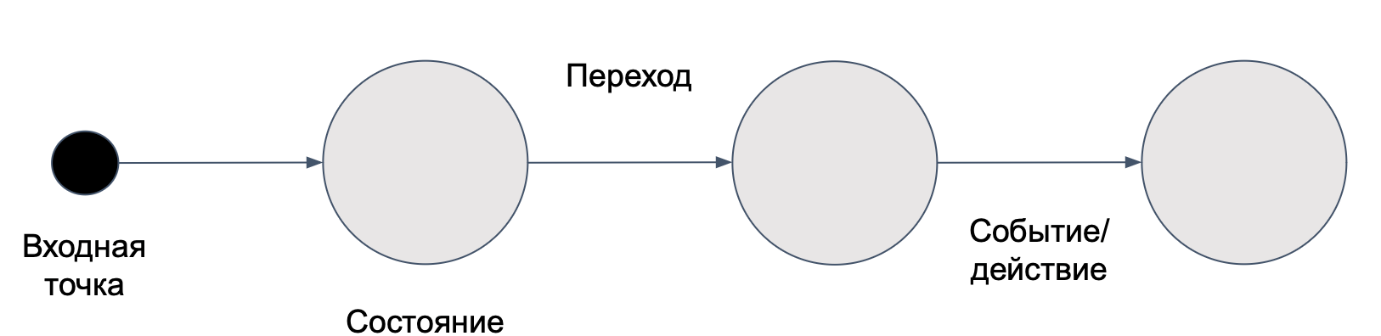 Переход
Входная
точка
Состояние
Событие/
действие